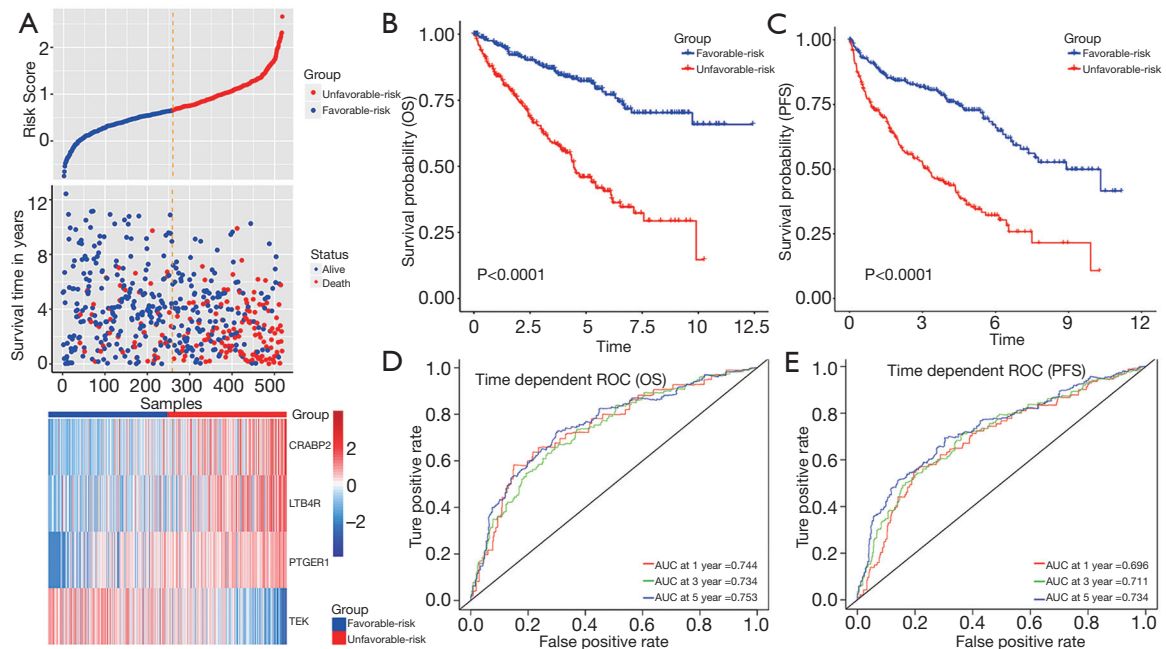 A
Risk Score
2
1
0
Group
Unfavorable-risk
Favorable-risk
Survival time in years
12
8
4
0
Status
Alive
Death
0 100 200 300 400 500
Samples
Group
CRABP2
LTB4R
PTGER1
TEK
2
0
−2
Group
Favorable-risk
Unfavorable-risk
B
Group
Favorable-risk
Unfavorable-risk
Survival probability (OS)
1.00
0.75
0.50
0.25
0.00
P<0.0001
0.0 2.5 5.0 7.5 10.0 12.5
Time
C
Group
Favorable-risk
Unfavorable-risk
Survival probability (PFS)
1.00
0.75
0.50
0.25
0.00
P<0.0001
0 3 6 9 12
Time
D
Time dependent ROC (OS)
Ture positive rate
1.0
0.8
0.6
0.4
0.2
0.0
AUC at 1 year =0.744
AUC at 3 year =0.734
AUC at 5 year =0.753
0.0 0.2 0.4 0.6 0.8 1.0
False positive rate
E
Time dependent ROC (PFS)
Ture positive rate
1.0
0.8
0.6
0.4
0.2
0.0
AUC at 1 year =0.696
AUC at 3 year =0.711
AUC at 5 year =0.734
0.0 0.2 0.4 0.6 0.8 1.0
False positive rate